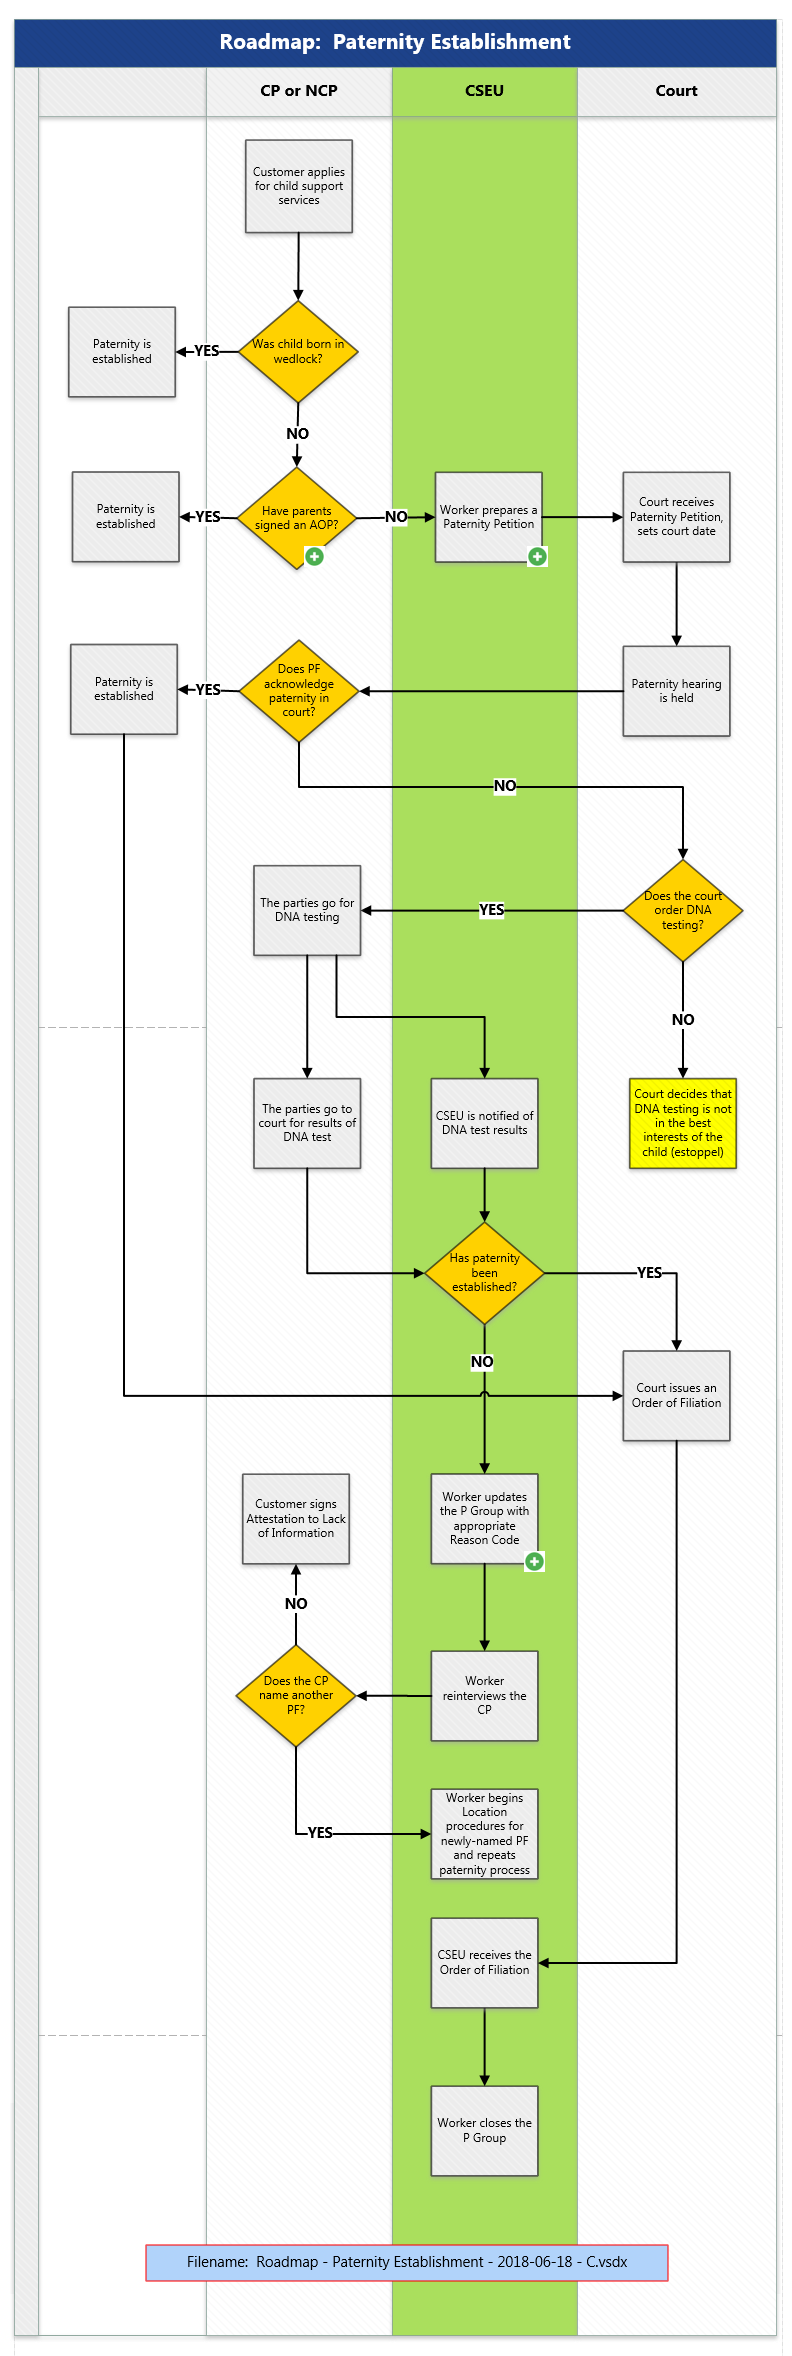 Roadmap:  Paternity Establishment
CP or NCP
CSEU
Court
Customer applies
for child support
services
Was child born in
wedlock?
YES
Paternity is
established
NO
Have parents
signed an AOP?
YES
Paternity is
established
NO
Worker prepares a
Paternity Petition
Court receives
Paternity Petition,
sets court date
Paternity hearing
is held
Does PF
acknowledge
paternity in
court?
YES
Paternity is
established
NO
Does the court
order DNA
testing?
YES
The parties go for
DNA testing
NO
Court decides that
DNA testing is not
in the best
interests of the
child (estoppel)
The parties go to
court for results of
DNA test
CSEU is notified of
DNA test results
Has paternity
been
established?
YES
Court issues an
Order of Filiation
NO
Worker updates
the P Group with
appropriate
Reason Code
Customer signs
Attestation to Lack
of Information
NO
Does the CP
name another
PF?
Worker
reinterviews the
CP
YES
Worker begins
Location
procedures for
newly-named PF
and repeats
paternity process
CSEU receives the
Order of Filiation
Worker closes the
P Group
Filename:  Roadmap - Paternity Establishment - 2018-06-18 - C.vsdx